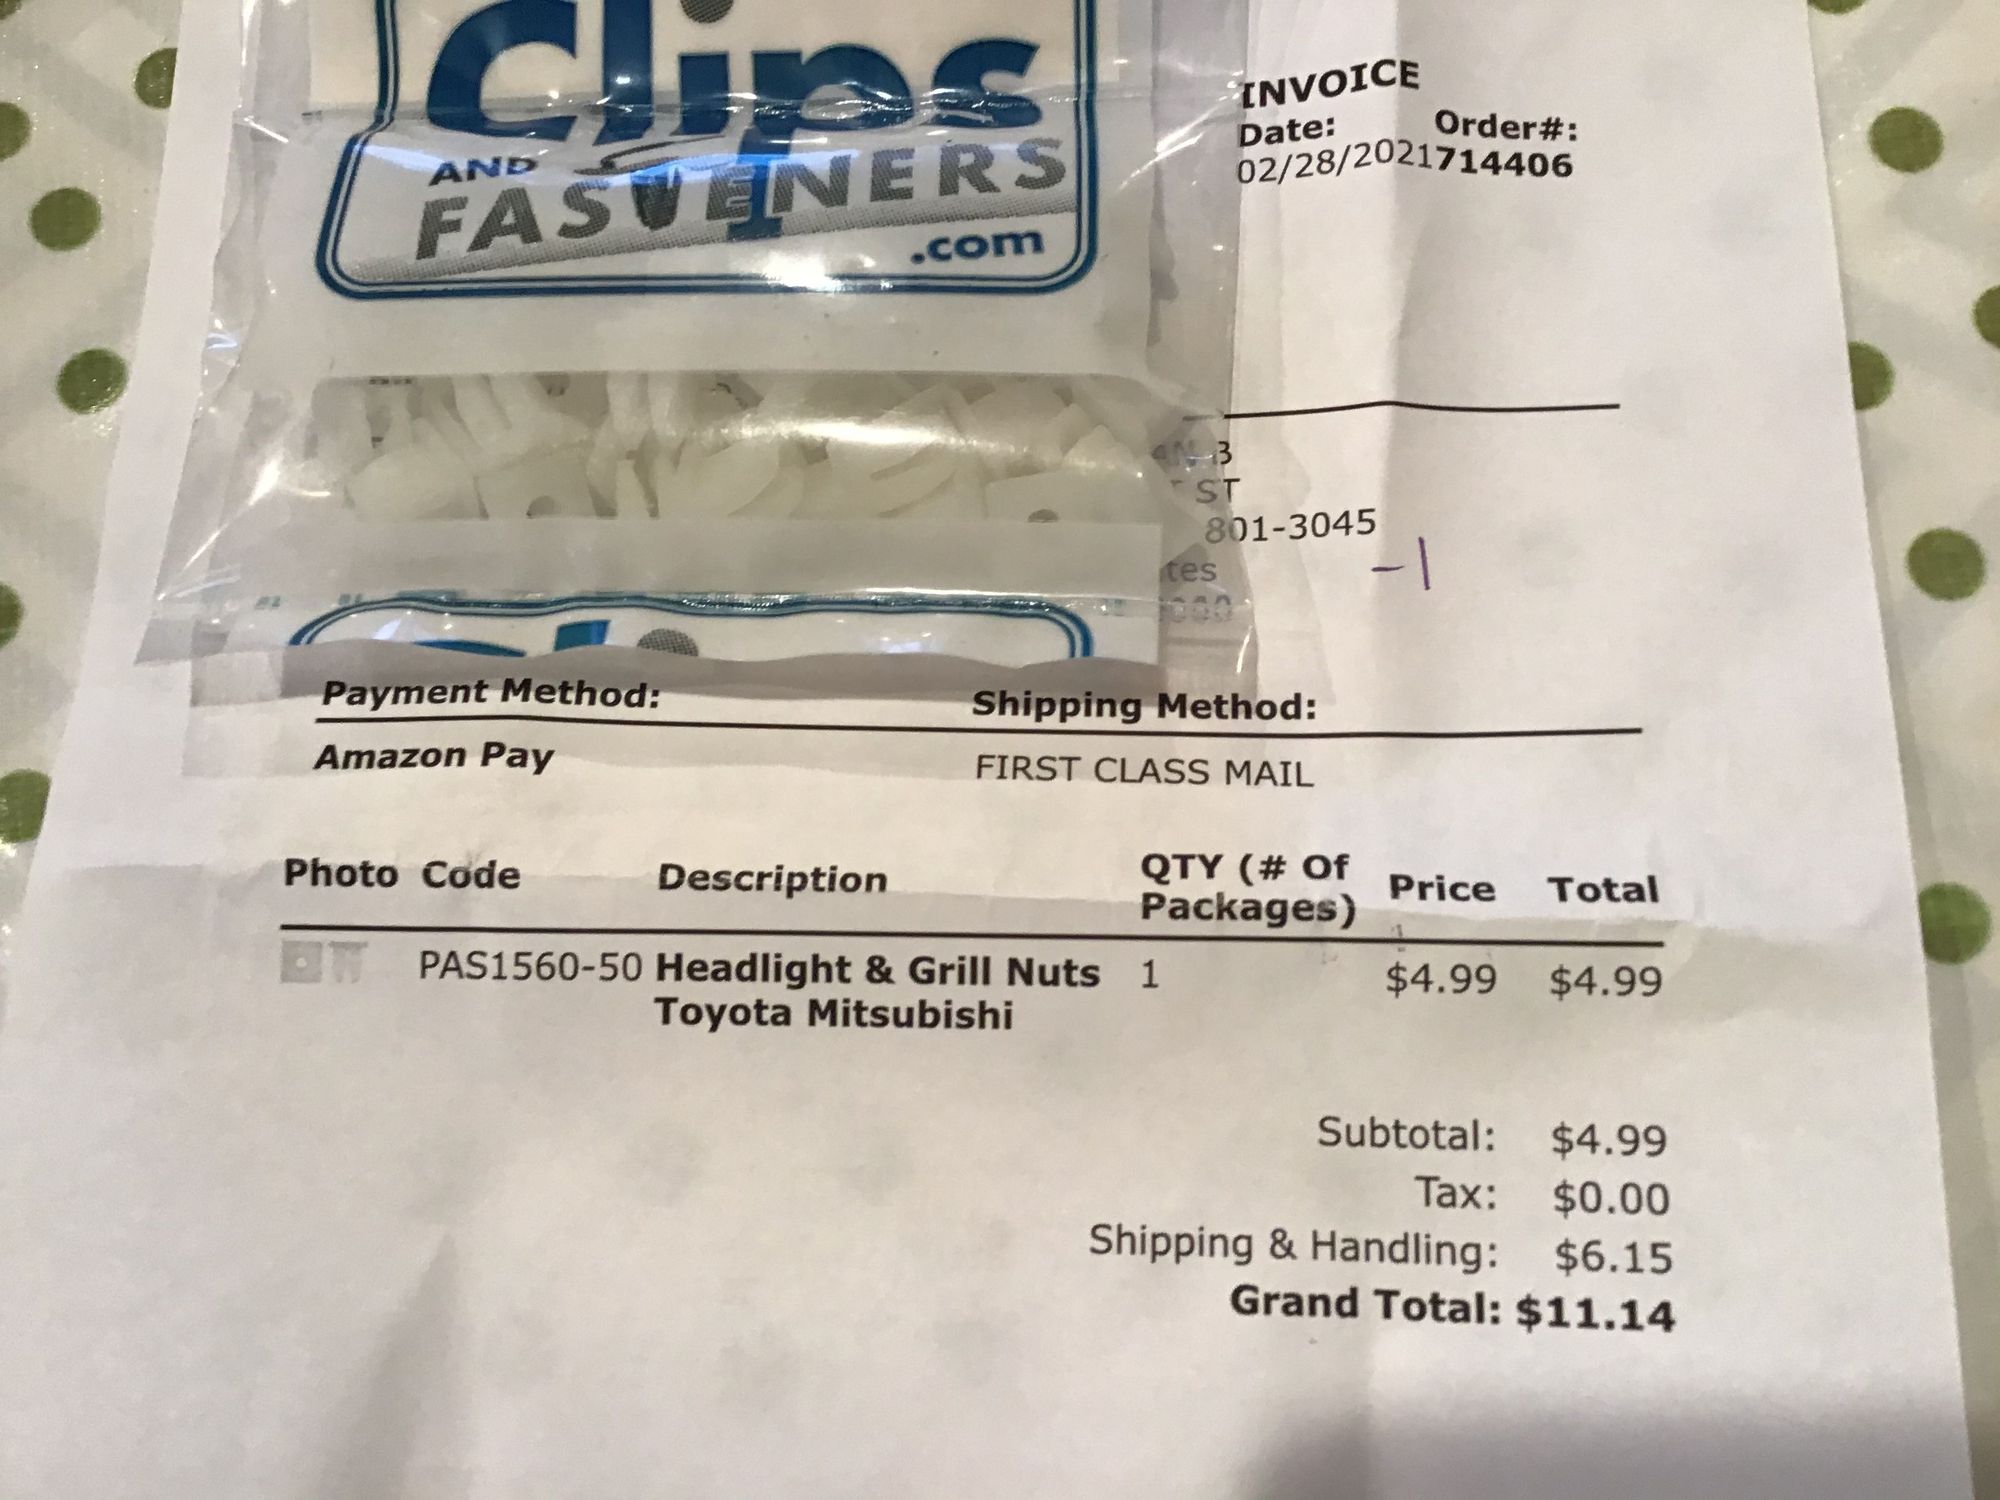 Clips
AND
FASTENERS
.com
INVOICE
Date: Order#:
02/28/2021 714406
B
ST
801-3045
tes
-1
Payment Method: Shipping Method:
Amazon Pay FIRST CLASS MAIL
Photo Code Description QTY (# Of Packages) Price Total
PAS1560-50 Headlight & Grill Nuts 1 $4.99 $4.99
Toyota Mitsubishi
Subtotal: $4.99
Tax: $0.00
Shipping & Handling: $6.15
Grand Total: $11.14